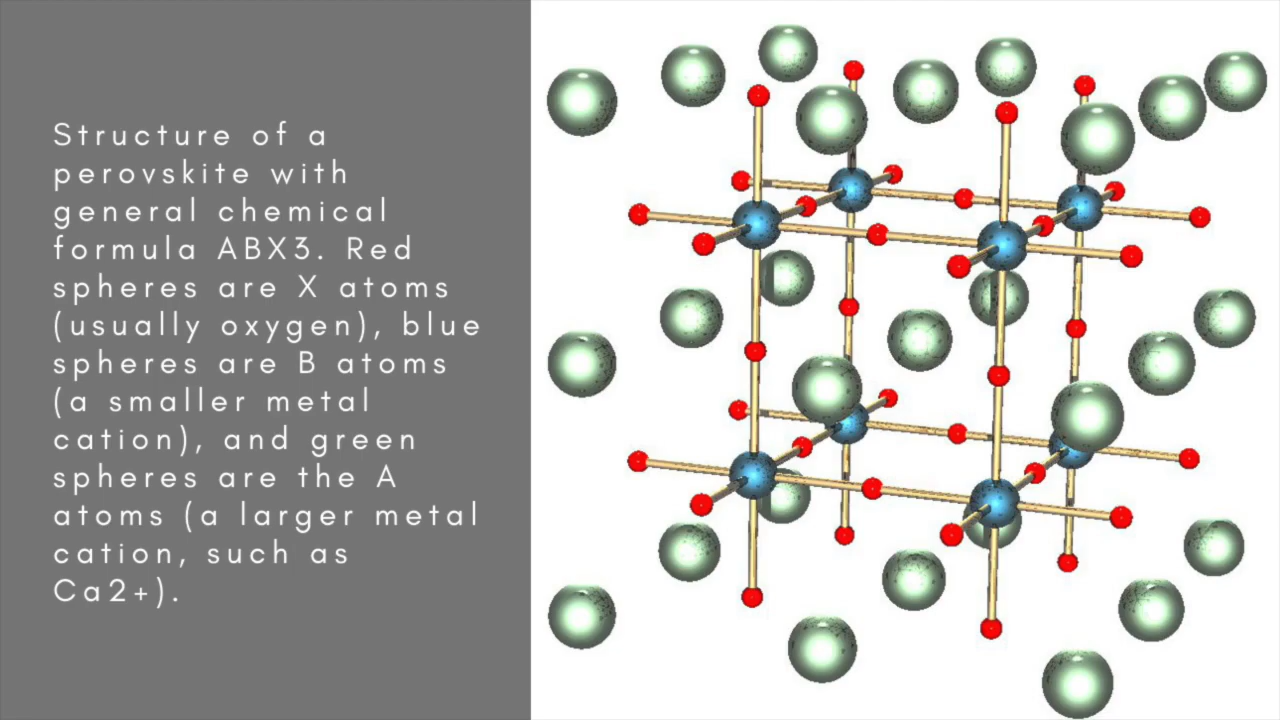 Structure of a
perovskite with
general chemical
formula ABX3. Red
spheres are X atoms
(usually oxygen), blue
spheres are B atoms
(a smaller metal
cation), and green
spheres are the A
atoms (a larger metal
cation, such as
Ca2+).